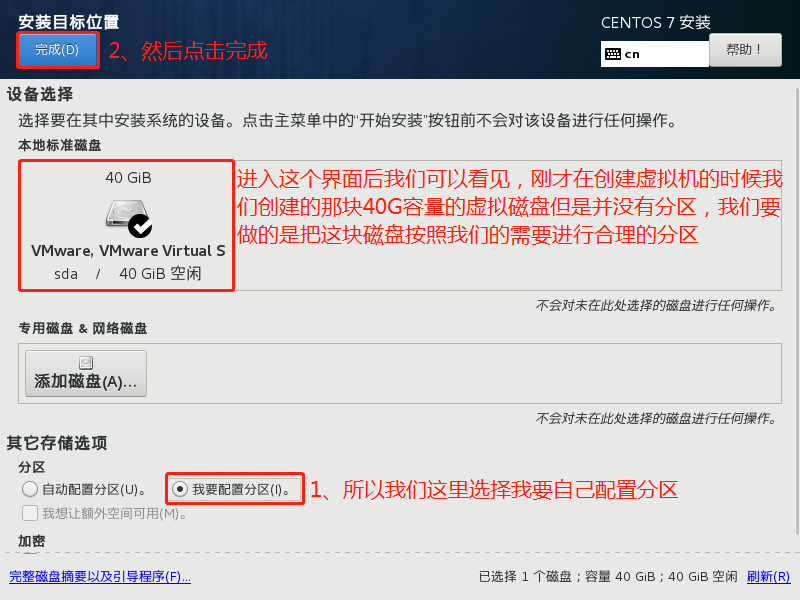 安装目标位置
CENTOS 7 安装
完成(D)
2、然后点击完成
cn
帮助！
设备选择
选择要在其中安装系统的设备。点击主菜单中的“开始安装”按钮前不会对该设备进行任何操作。
本地标准磁盘
40 GiB
VMware, VMware Virtual S
sda / 40 GiB 空闲
进入这个界面后我们可以看见，刚才在创建虚拟机的时候我
们创建的那块40G容量的虚拟磁盘但是并没有分区，我们要
做的是把这块磁盘按照我们的需要进行合理的分区
不会对未在此处选择的磁盘进行任何操作。
专用磁盘 & 网络磁盘
添加磁盘(A)...
不会对未在此处选择的磁盘进行任何操作。
其它存储选项
分区
自动配置分区(U)。
我要配置分区(I)。
1、所以我们这里选择我要自己配置分区
我想让额外空间可用(M)。
加密
完整磁盘摘要以及引导程序(F)...
已选择 1 个磁盘；容量 40 GiB；40 GiB 空闲
刷新(R)